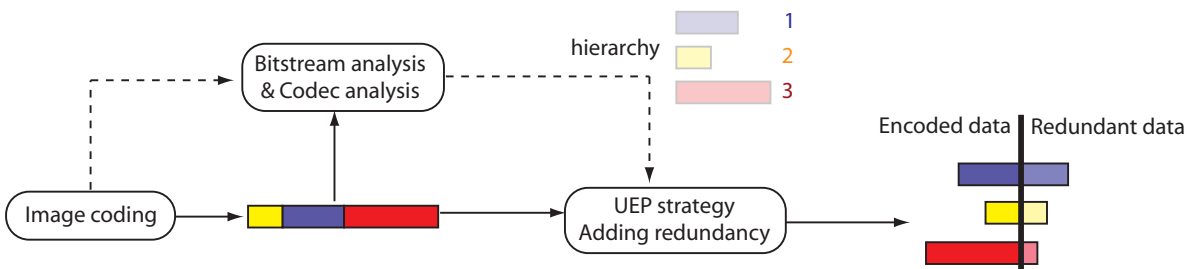 hierarchy
1
2
3
Bitstream analysis
& Codec analysis
Encoded data
Redundant data
Image coding
UEP strategy
Adding redundancy